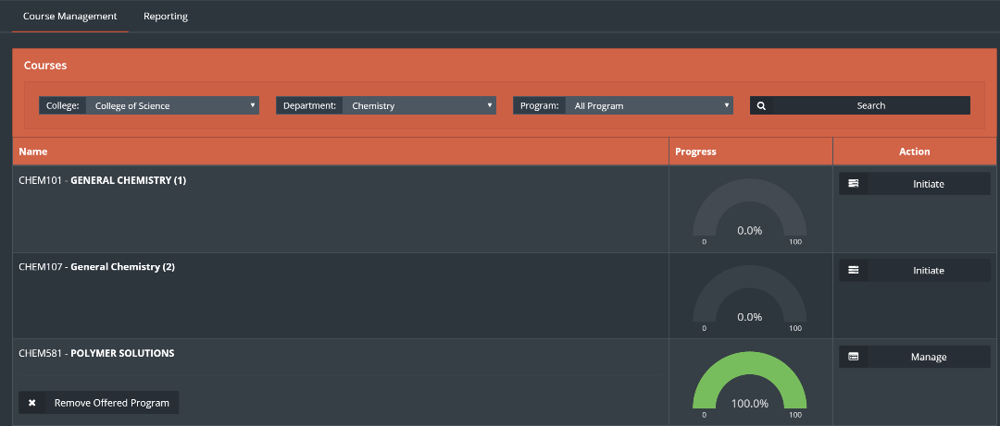 Course Management Reporting
Courses
College: College of Science Department: Chemistry Program: All Program Search
Name Progress Action
CHEM101 - GENERAL CHEMISTRY (1) Initiate
0.0%
0 100
CHEM107 - General Chemistry (2) Initiate
0.0%
0 100
CHEM581 - POLYMER SOLUTIONS Manage
Remove Offered Program 100.0%
0 100